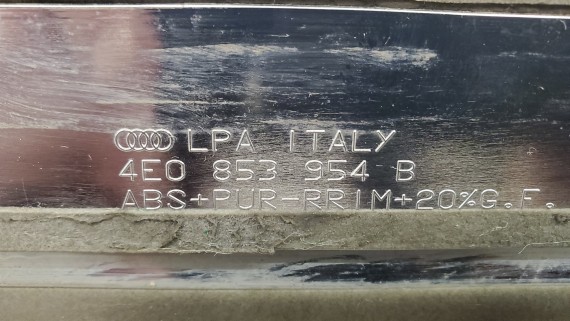 LPA ITALY
4E0 853 954 B
ABS+PUR-RRIM+20%G.F.